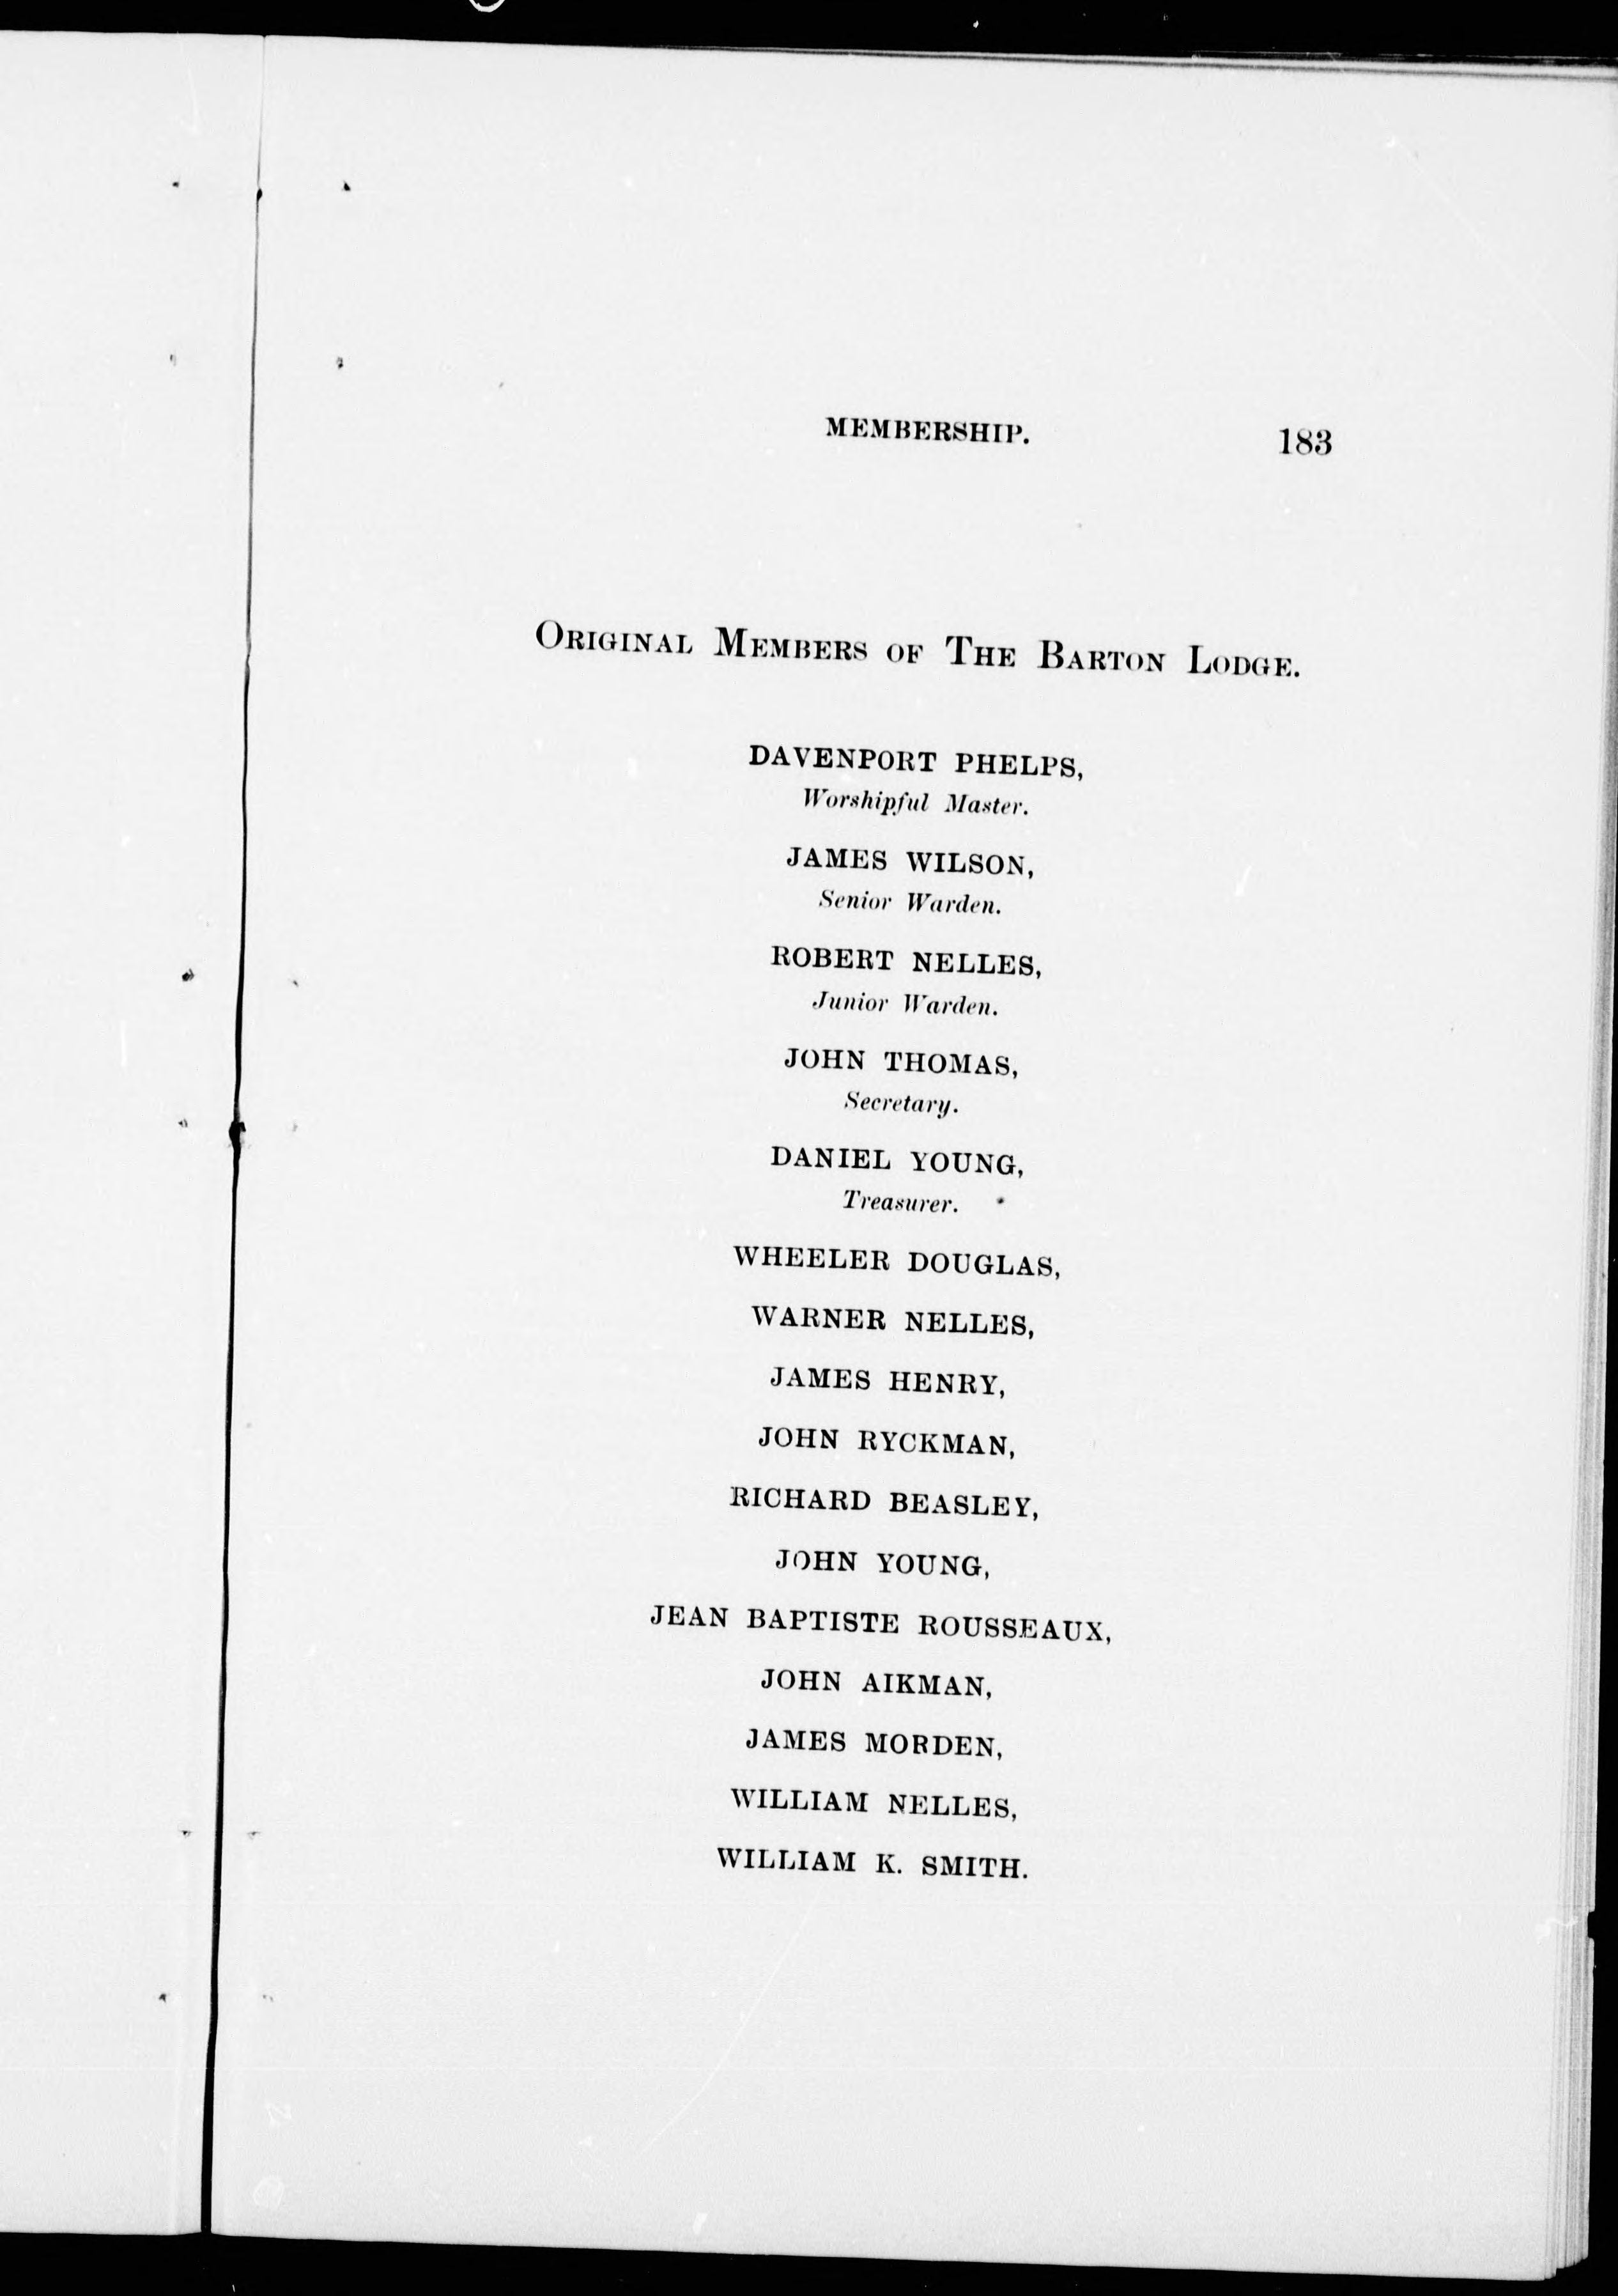 MEMBERSHIP. 183
ORIGINAL MEMBERS OF THE BARTON LODGE.
DAVENPORT PHELPS,
Worshipful Master.
JAMES WILSON,
Senior Warden.
ROBERT NELLES,
Junior Warden.
JOHN THOMAS,
Secretary.
DANIEL YOUNG,
Treasurer.
WHEELER DOUGLAS,
WARNER NELLES,
JAMES HENRY,
JOHN RYCKMAN,
RICHARD BEASLEY,
JOHN YOUNG,
JEAN BAPTISTE ROUSSEAUX,
JOHN AIKMAN,
JAMES MORDEN,
WILLIAM NELLES,
WILLIAM K. SMITH.